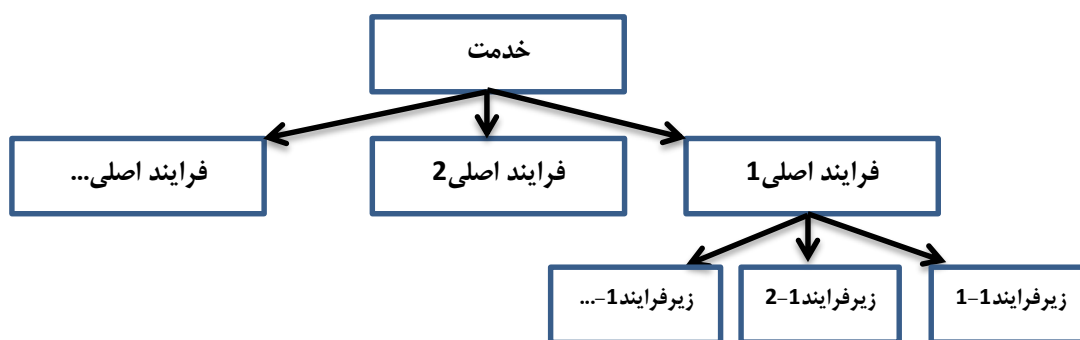 خدمت
فرایند اصلی1
فرایند اصلی2
فرایند اصلی...
زیرفرایند1-1
زیرفرایند1-2
زیرفرایند1-...